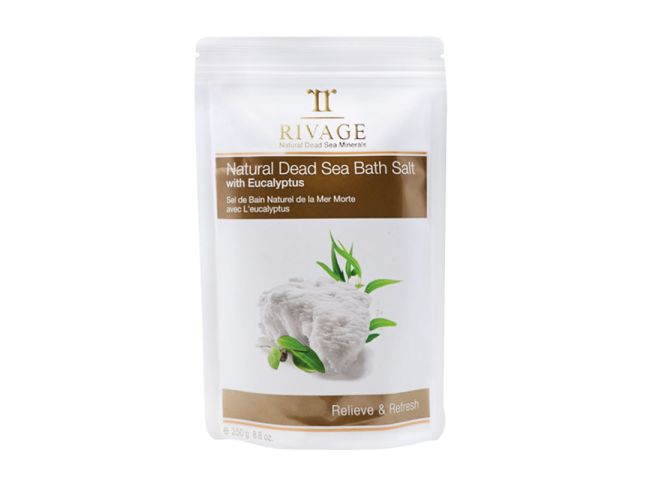 RIVAGE
Natural Dead Sea Minerals
Natural Dead Sea Bath Salt
with Eucalyptus
Sel de Bain Naturel de la Mer Morte
avec L'eucalyptus
Relieve & Refresh
℮ 250 g 8.8 oz.